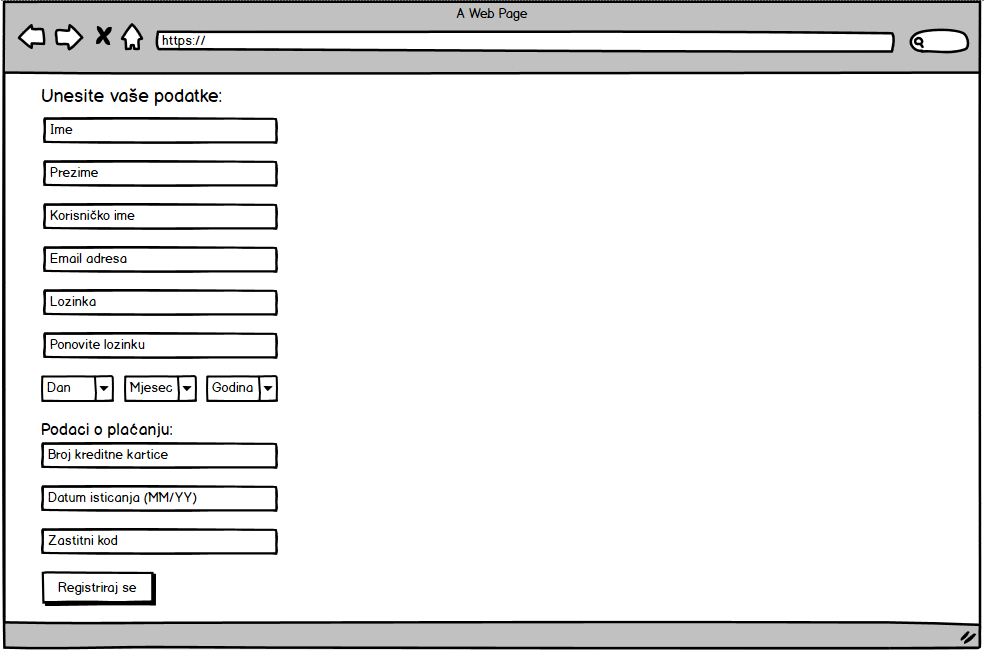 A Web Page
https://
Unesite vaše podatke:
Ime
Prezime
Korisničko ime
Email adresa
Lozinka
Ponovite lozinku
Dan Mjesec Godina
Podaci o plaćanju:
Broj kreditne kartice
Datum isticanja (MM/YY)
Zastitni kod
Registriraj se